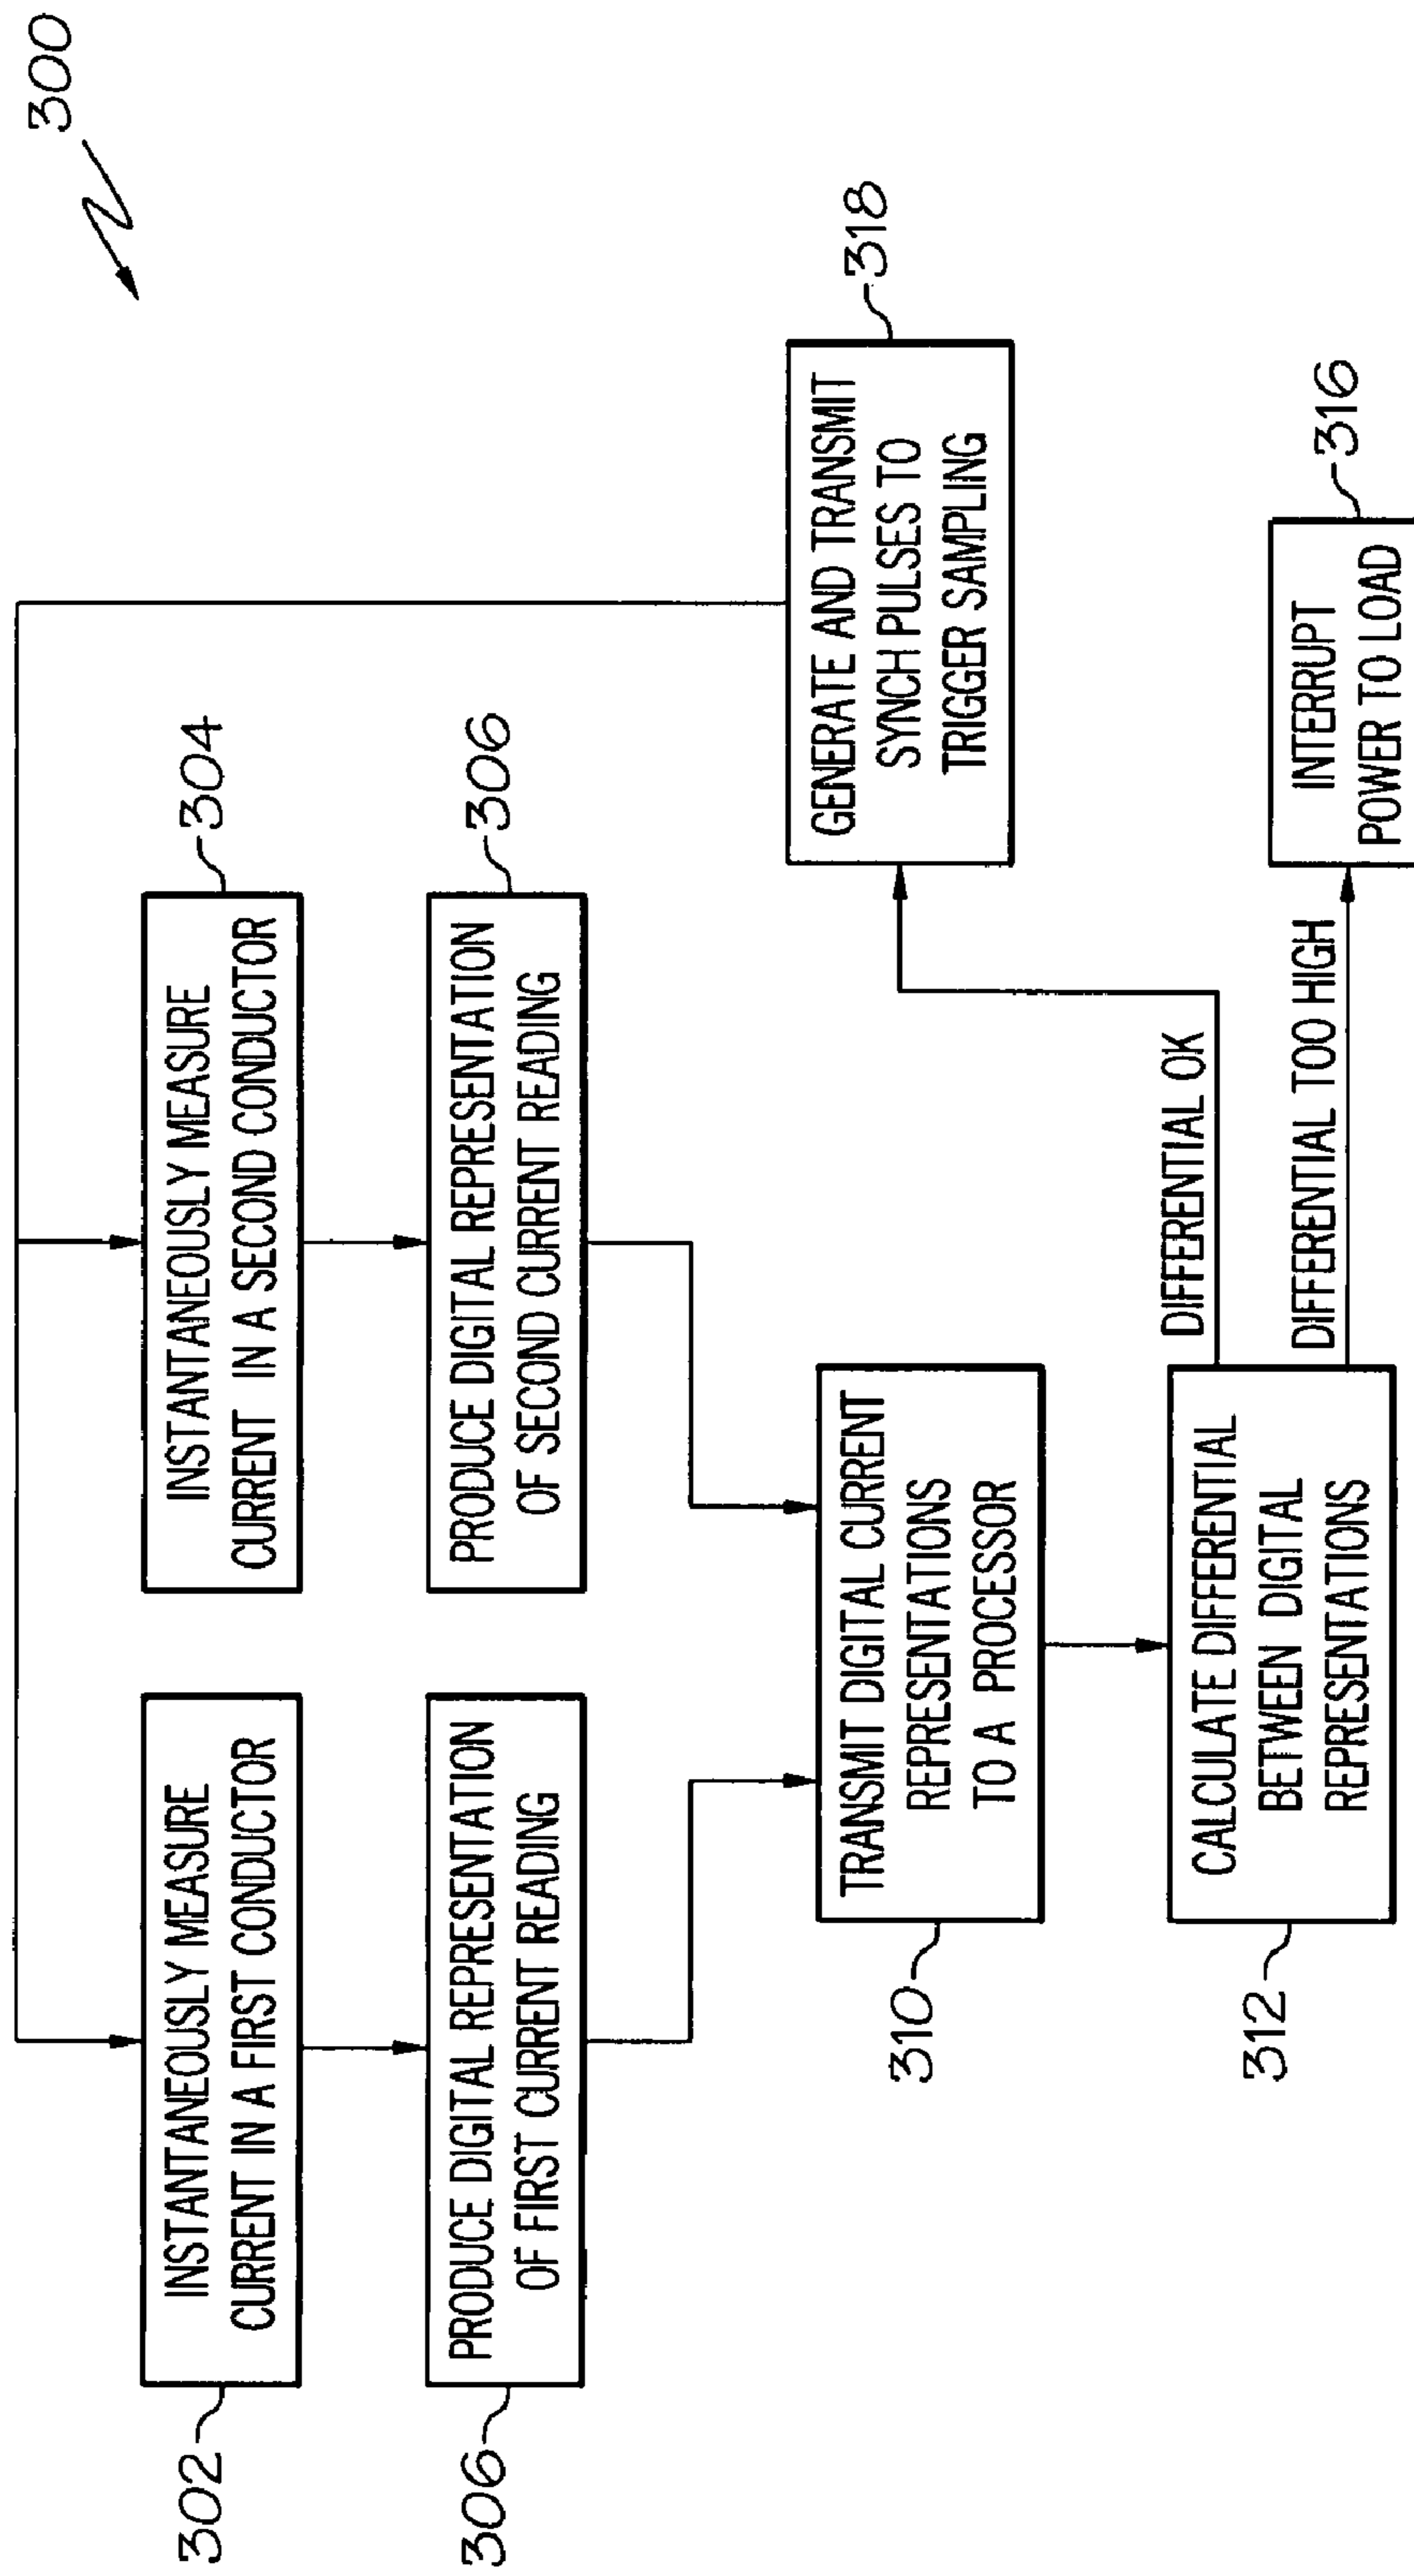 300
302
INSTANTANEOUSLY MEASURE
CURRENT IN A FIRST CONDUCTOR
INSTANTANEOUSLY MEASURE
CURRENT IN A SECOND CONDUCTOR
304
306
PRODUCE DIGITAL REPRESENTATION
OF FIRST CURRENT READING
PRODUCE DIGITAL REPRESENTATION
OF SECOND CURRENT READING
306
310
TRANSMIT DIGITAL CURRENT
REPRESENTATIONS
TO A PROCESSOR
GENERATE AND TRANSMIT
SYNCH PULSES TO
TRIGGER SAMPLING
318
312
CALCULATE DIFFERENTIAL
BETWEEN DIGITAL
REPRESENTATIONS
DIFFERENTIAL OK
DIFFERENTIAL TOO HIGH
INTERRUPT
POWER TO LOAD
316